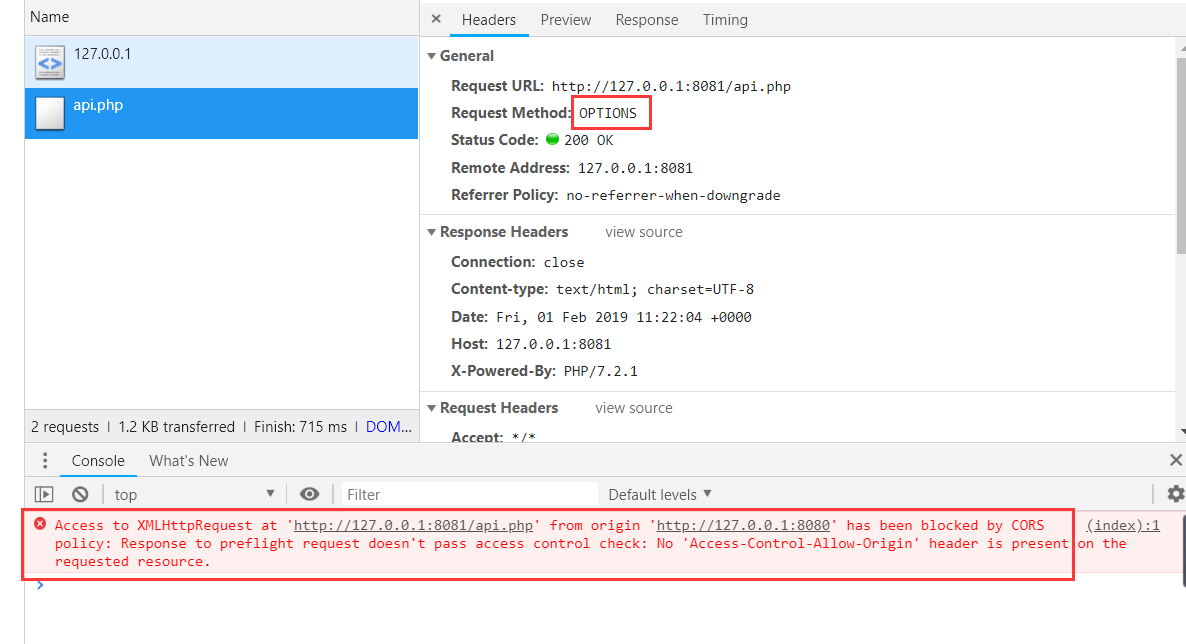 Name
127.0.0.1
api.php
2 requests | 1.2 KB transferred | Finish: 715 ms | DOM...
× Headers Preview Response Timing
▼ General
Request URL: http://127.0.0.1:8081/api.php
Request Method: OPTIONS
Status Code: 200 OK
Remote Address: 127.0.0.1:8081
Referrer Policy: no-referrer-when-downgrade
▼ Response Headers view source
Connection: close
Content-type: text/html; charset=UTF-8
Date: Fri, 01 Feb 2019 11:22:04 +0000
Host: 127.0.0.1:8081
X-Powered-By: PHP/7.2.1
▼ Request Headers view source
Accept: */*
Console What's New
top ▼ Filter Default levels ▼
Access to XMLHttpRequest at 'http://127.0.0.1:8081/api.php' from origin 'http://127.0.0.1:8080' has been blocked by CORS (index):1
policy: Response to preflight request doesn't pass access control check: No 'Access-Control-Allow-Origin' header is present on the
requested resource.